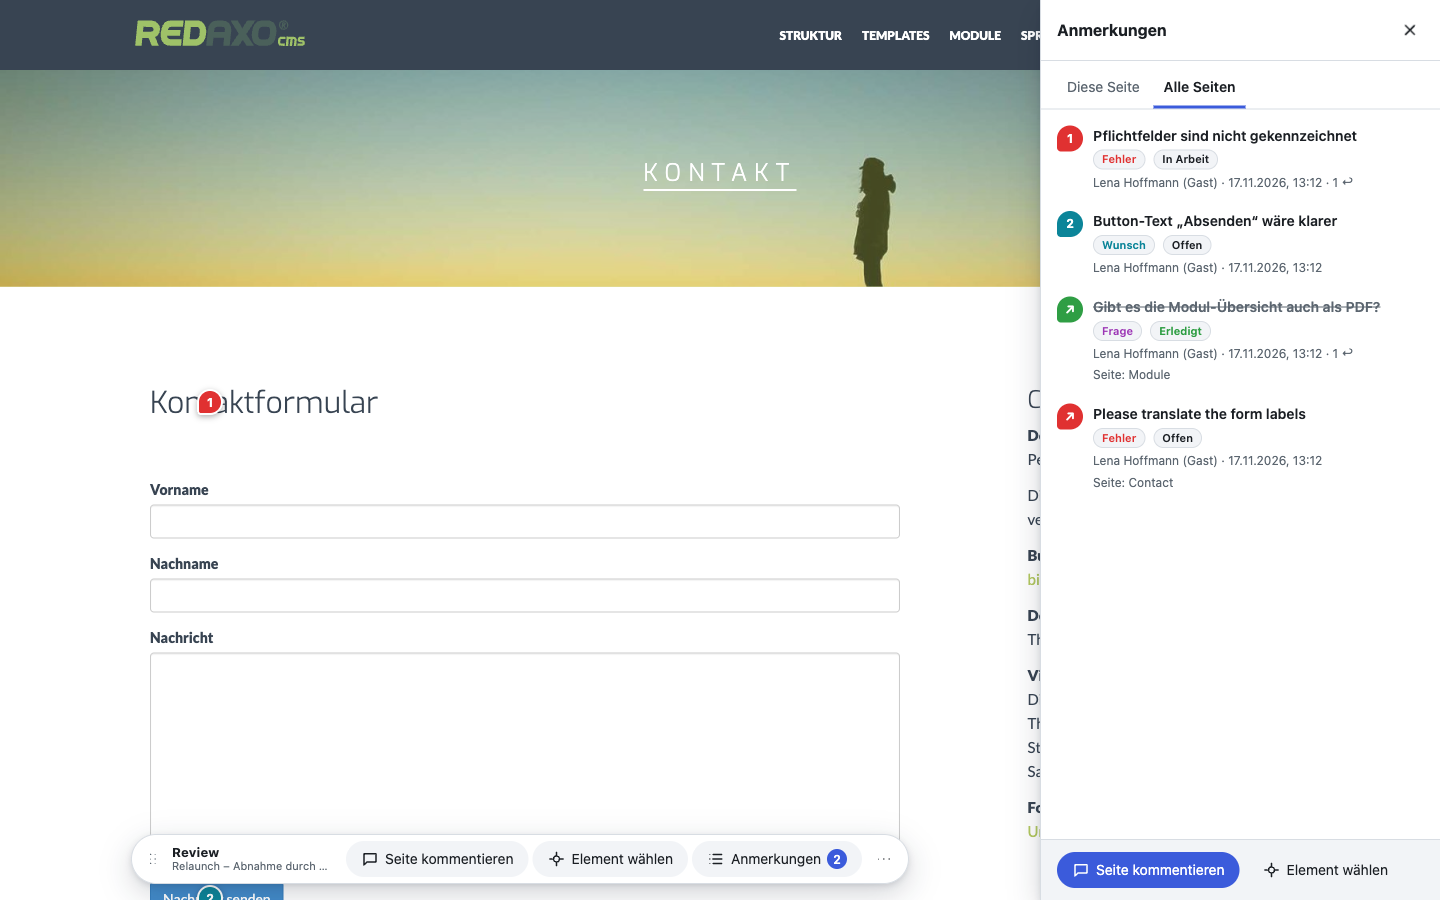 REDAXO® cms
STRUKTUR TEMPLATES MODULE SPR
KONTAKT
Kontaktformular
1
Vorname
Nachname
Nachricht
Review
Relaunch – Abnahme durch ...
Seite kommentieren
Element wählen
Anmerkungen 2
2
senden
Anmerkungen
Diese Seite
Alle Seiten
1
Pflichtfelder sind nicht gekennzeichnet
Fehler In Arbeit
Lena Hoffmann (Gast) · 17.11.2026, 13:12 · 1 ↩
2
Button-Text „Absenden“ wäre klarer
Wunsch Offen
Lena Hoffmann (Gast) · 17.11.2026, 13:12
Gibt es die Modul-Übersicht auch als PDF?
Frage Erledigt
Lena Hoffmann (Gast) · 17.11.2026, 13:12 · 1 ↩
Seite: Module
Please translate the form labels
Fehler Offen
Lena Hoffmann (Gast) · 17.11.2026, 13:12
Seite: Contact
Seite kommentieren
Element wählen